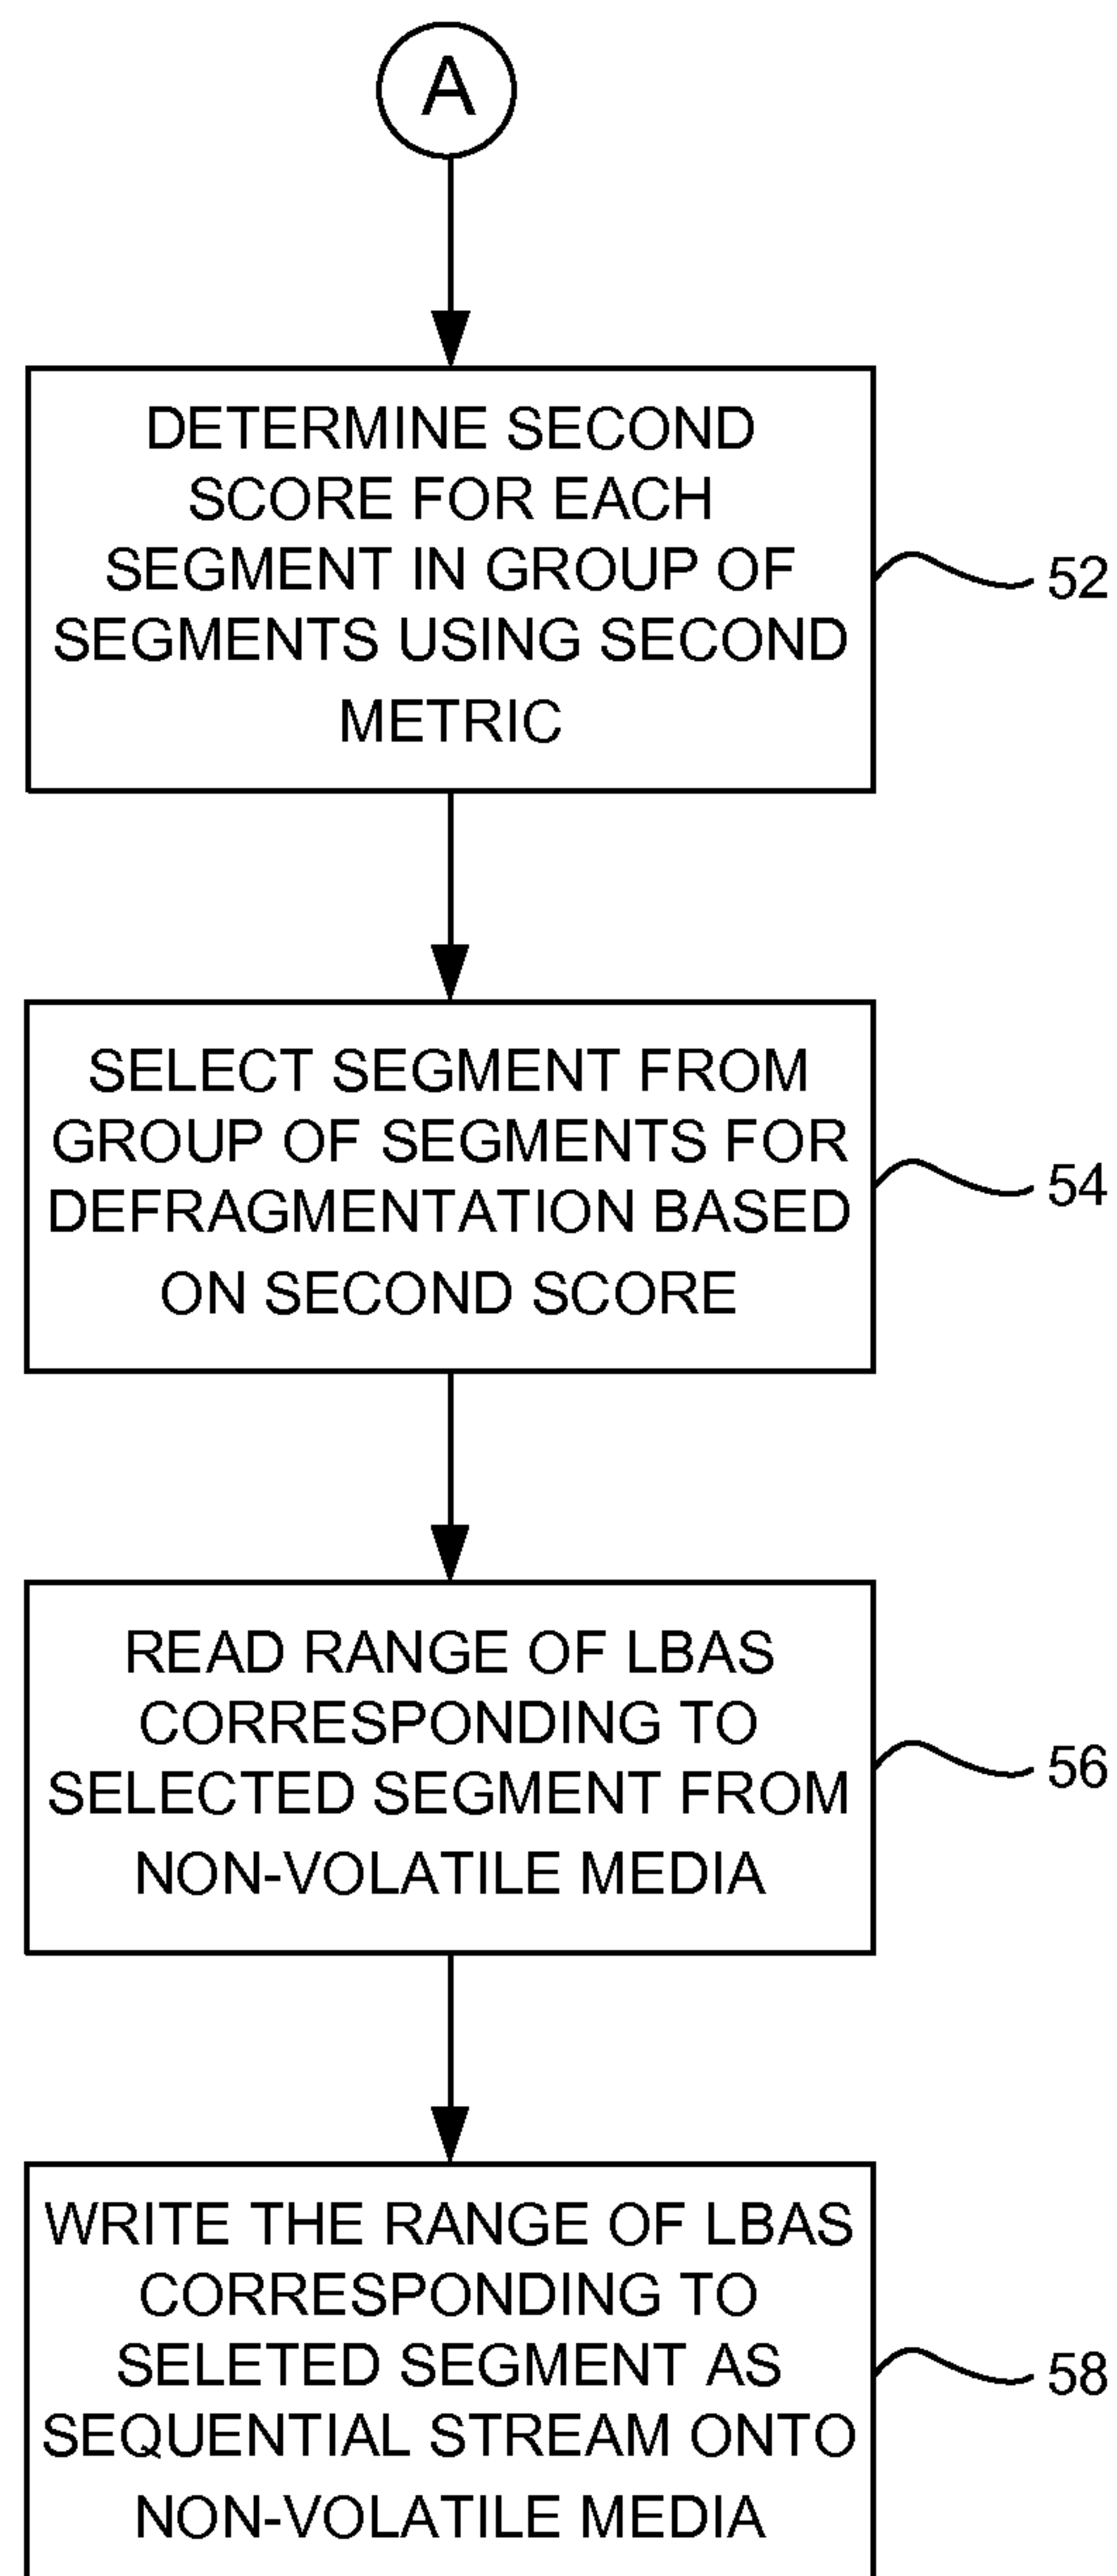 A
DETERMINE SECOND
SCORE FOR EACH
SEGMENT IN GROUP OF
SEGMENTS USING SECOND
METRIC
52
SELECT SEGMENT FROM
GROUP OF SEGMENTS FOR
DEFRAGMENTATION BASED
ON SECOND SCORE
54
READ RANGE OF LBAS
CORRESPONDING TO
SELECTED SEGMENT FROM
NON-VOLATILE MEDIA
56
WRITE THE RANGE OF LBAS
CORRESPONDING TO
SELETED SEGMENT AS
SEQUENTIAL STREAM ONTO
NON-VOLATILE MEDIA
58